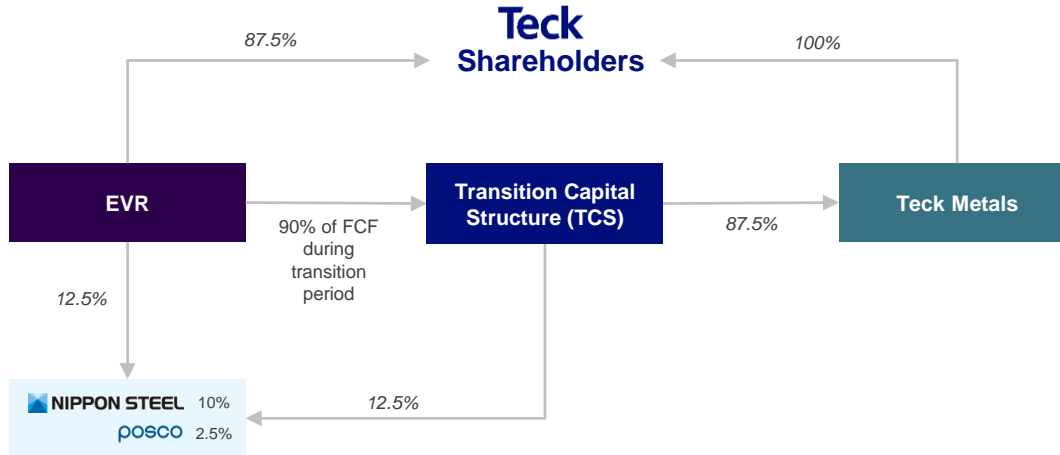 Teck
Shareholders
87.5%
100%
EVR
Transition Capital
Structure (TCS)
Teck Metals
90% of FCF
during
transition
period
87.5%
12.5%
NIPPON STEEL 10%
posco 2.5%
12.5%